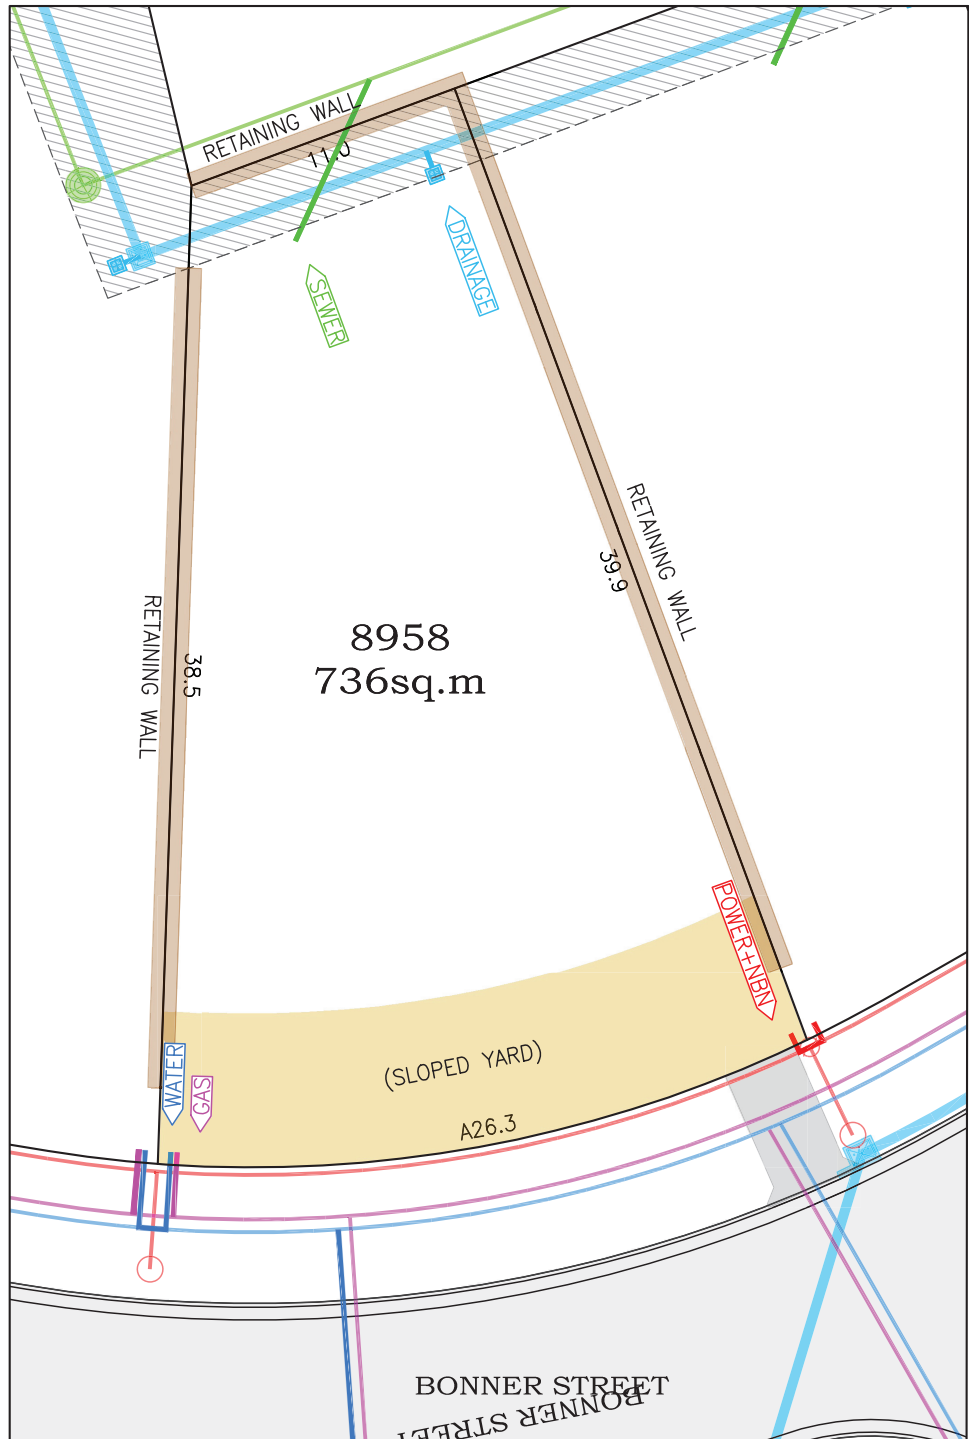 RETAINING WALL
11.0
DRAINAGE
SEWER
RETAINING WALL
39.9
RETAINING WALL
38.5
8958
736sq.m
POWER+NBN
WATER
GAS
(SLOPED YARD)
A26.3
BONNER STREET
BONNER STREET